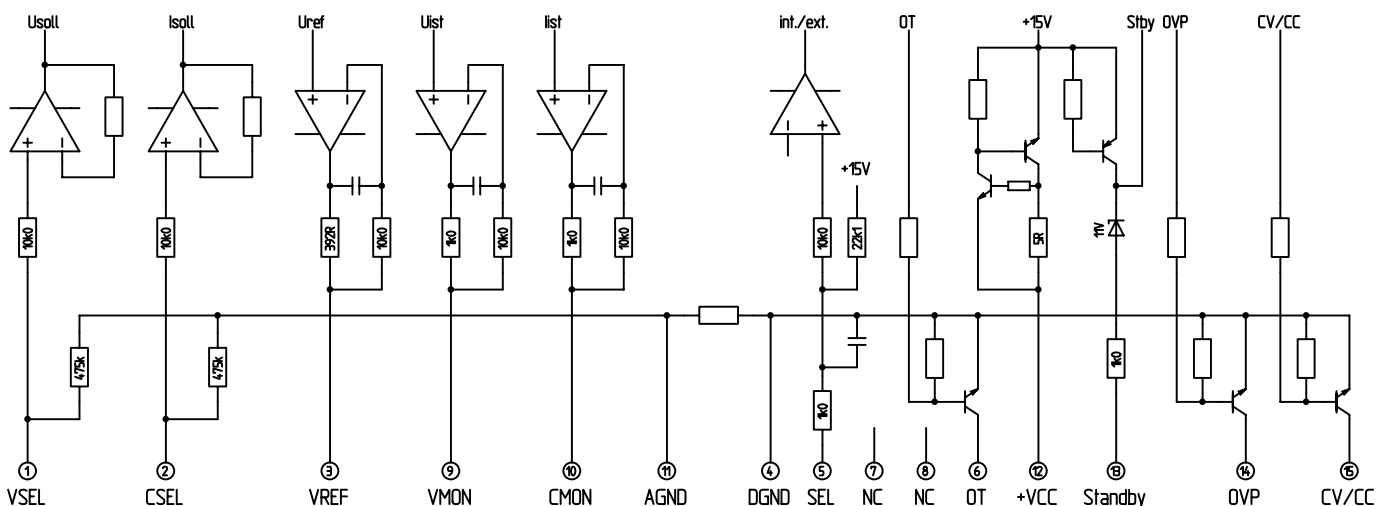 Usoll Isoll Uref Uist Iist int./ext. OT +15V Stby OVP CV/CC
+ − + − + − + − + − − +
+15V
10k0 10k0 392R 10k0 1k0 10k0 1k0 10k0 10k0 22k1 5R 11V
475k 475k 1k0
1k0
1 2 3 9 10 11 4 5 7 8 6 12 13 14 15
VSEL CSEL VREF VMON CMON AGND DGND SEL NC NC OT +VCC Standby OVP CV/CC